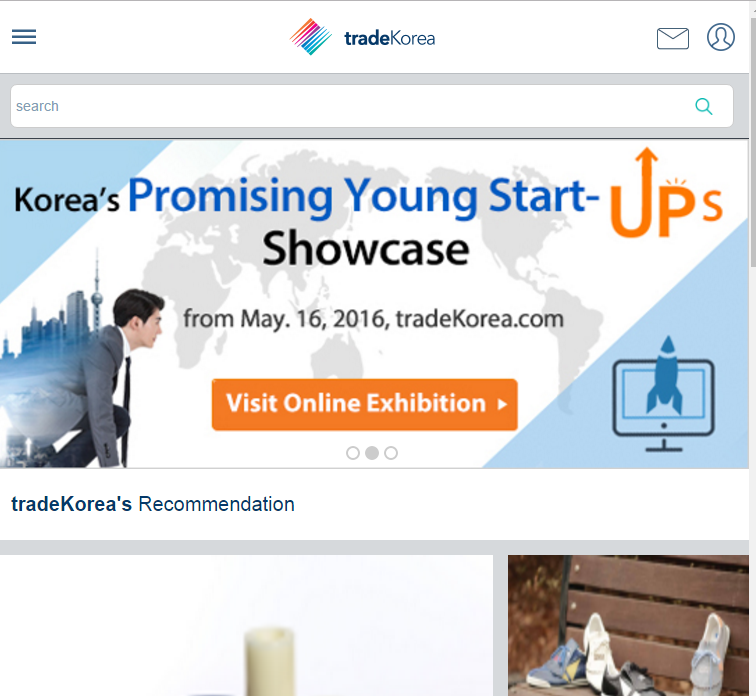 tradeKorea
search
Korea's Promising Young Start-UPs
Showcase
from May. 16, 2016, tradeKorea.com
Visit Online Exhibition
tradeKorea's Recommendation